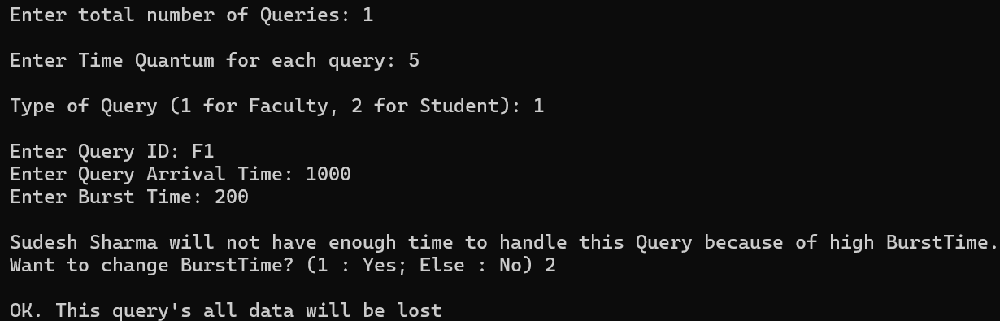 Enter total number of Queries: 1
Enter Time Quantum for each query: 5
Type of Query (1 for Faculty, 2 for Student): 1
Enter Query ID: F1
Enter Query Arrival Time: 1000
Enter Burst Time: 200
Sudesh Sharma will not have enough time to handle this Query because of high BurstTime.
Want to change BurstTime? (1 : Yes; Else : No) 2
OK. This query's all data will be lost